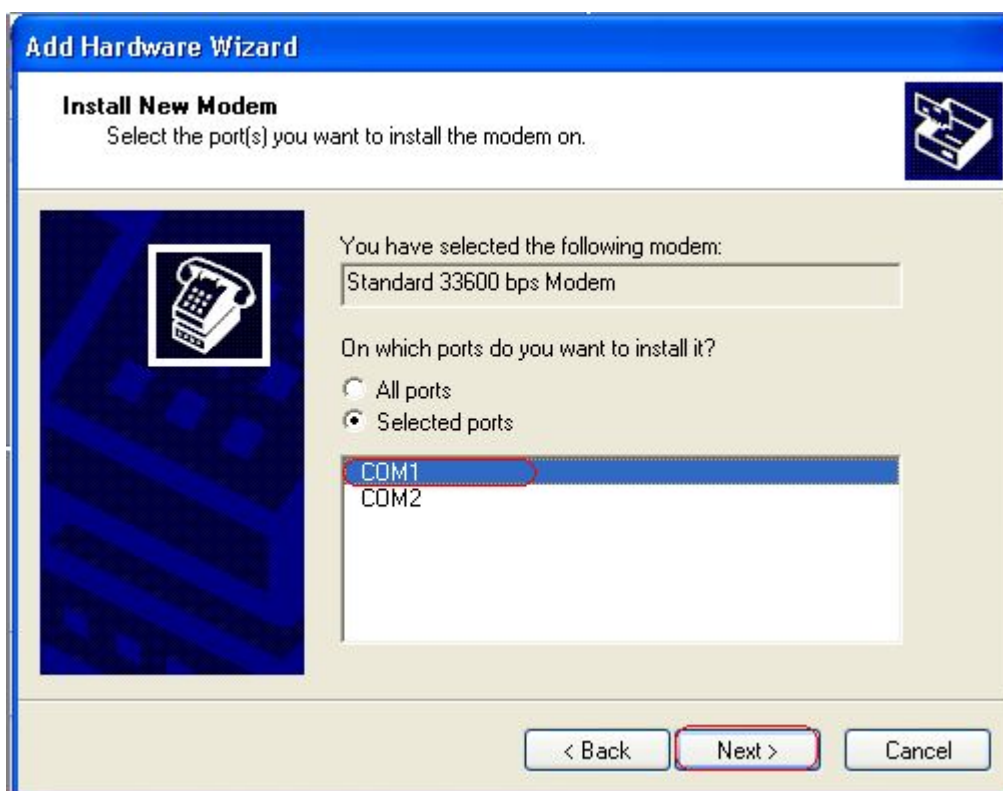 Add Hardware Wizard
Install New Modem
Select the port(s) you want to install the modem on.
You have selected the following modem:
Standard 33600 bps Modem
On which ports do you want to install it?
All ports
Selected ports
COM1
COM2
< Back Next > Cancel